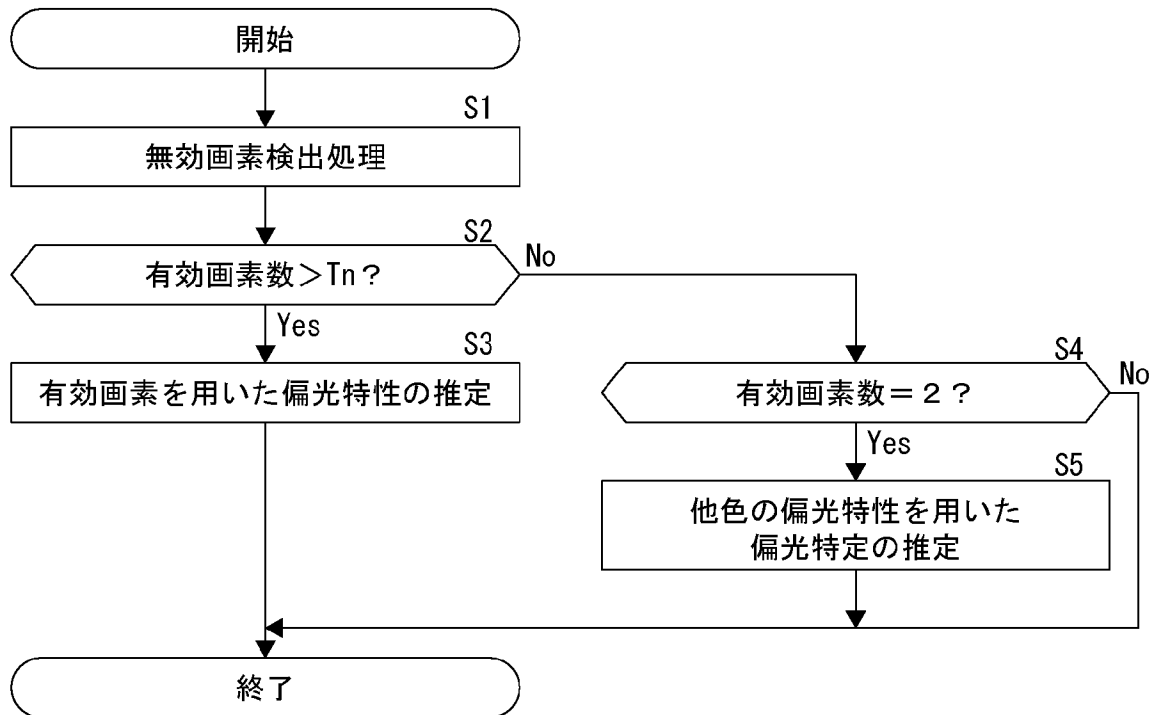 開始
S1
無効画素検出処理
S2
有効画素数＞Tn？
No
Yes
S3
有効画素を用いた偏光特性の推定
S4
有効画素数＝２？
No
Yes
S5
他色の偏光特性を用いた
偏光特定の推定
終了